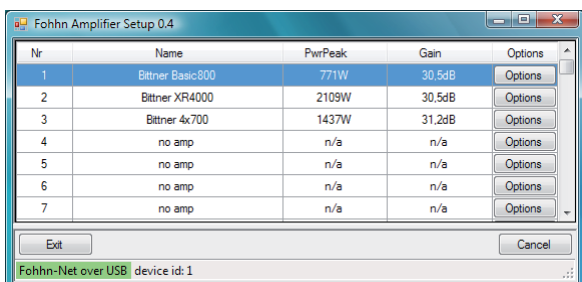 Fohhn Amplifier Setup 0.4
Nr Name PwrPeak Gain Options
1 Bittner Basic800 771W 30,5dB Options
2 Bittner XR4000 2109W 30,5dB Options
3 Bittner 4x700 1437W 31,2dB Options
4 no amp n/a n/a Options
5 no amp n/a n/a Options
6 no amp n/a n/a Options
7 no amp n/a n/a Options
Exit Cancel
Fohhn-Net over USB device id: 1